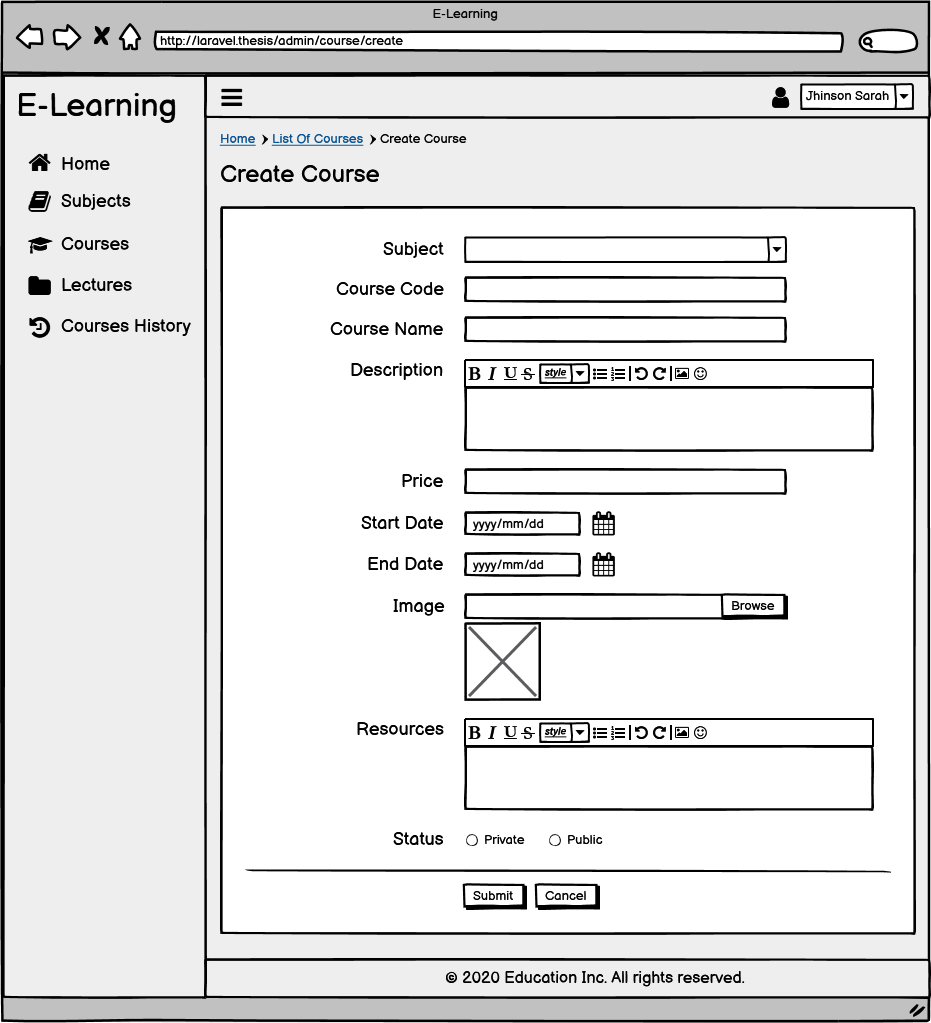 E-Learning
http://laravel.thesis/admin/course/create
E-Learning
Jhinson Sarah
Home
Subjects
Courses
Lectures
Courses History
Home List Of Courses Create Course
Create Course
Subject
Course Code
Course Name
Description
B I U S style
Price
Start Date yyyy/mm/dd
End Date yyyy/mm/dd
Image Browse
Resources
B I U S style
Status Private Public
Submit Cancel
© 2020 Education Inc. All rights reserved.